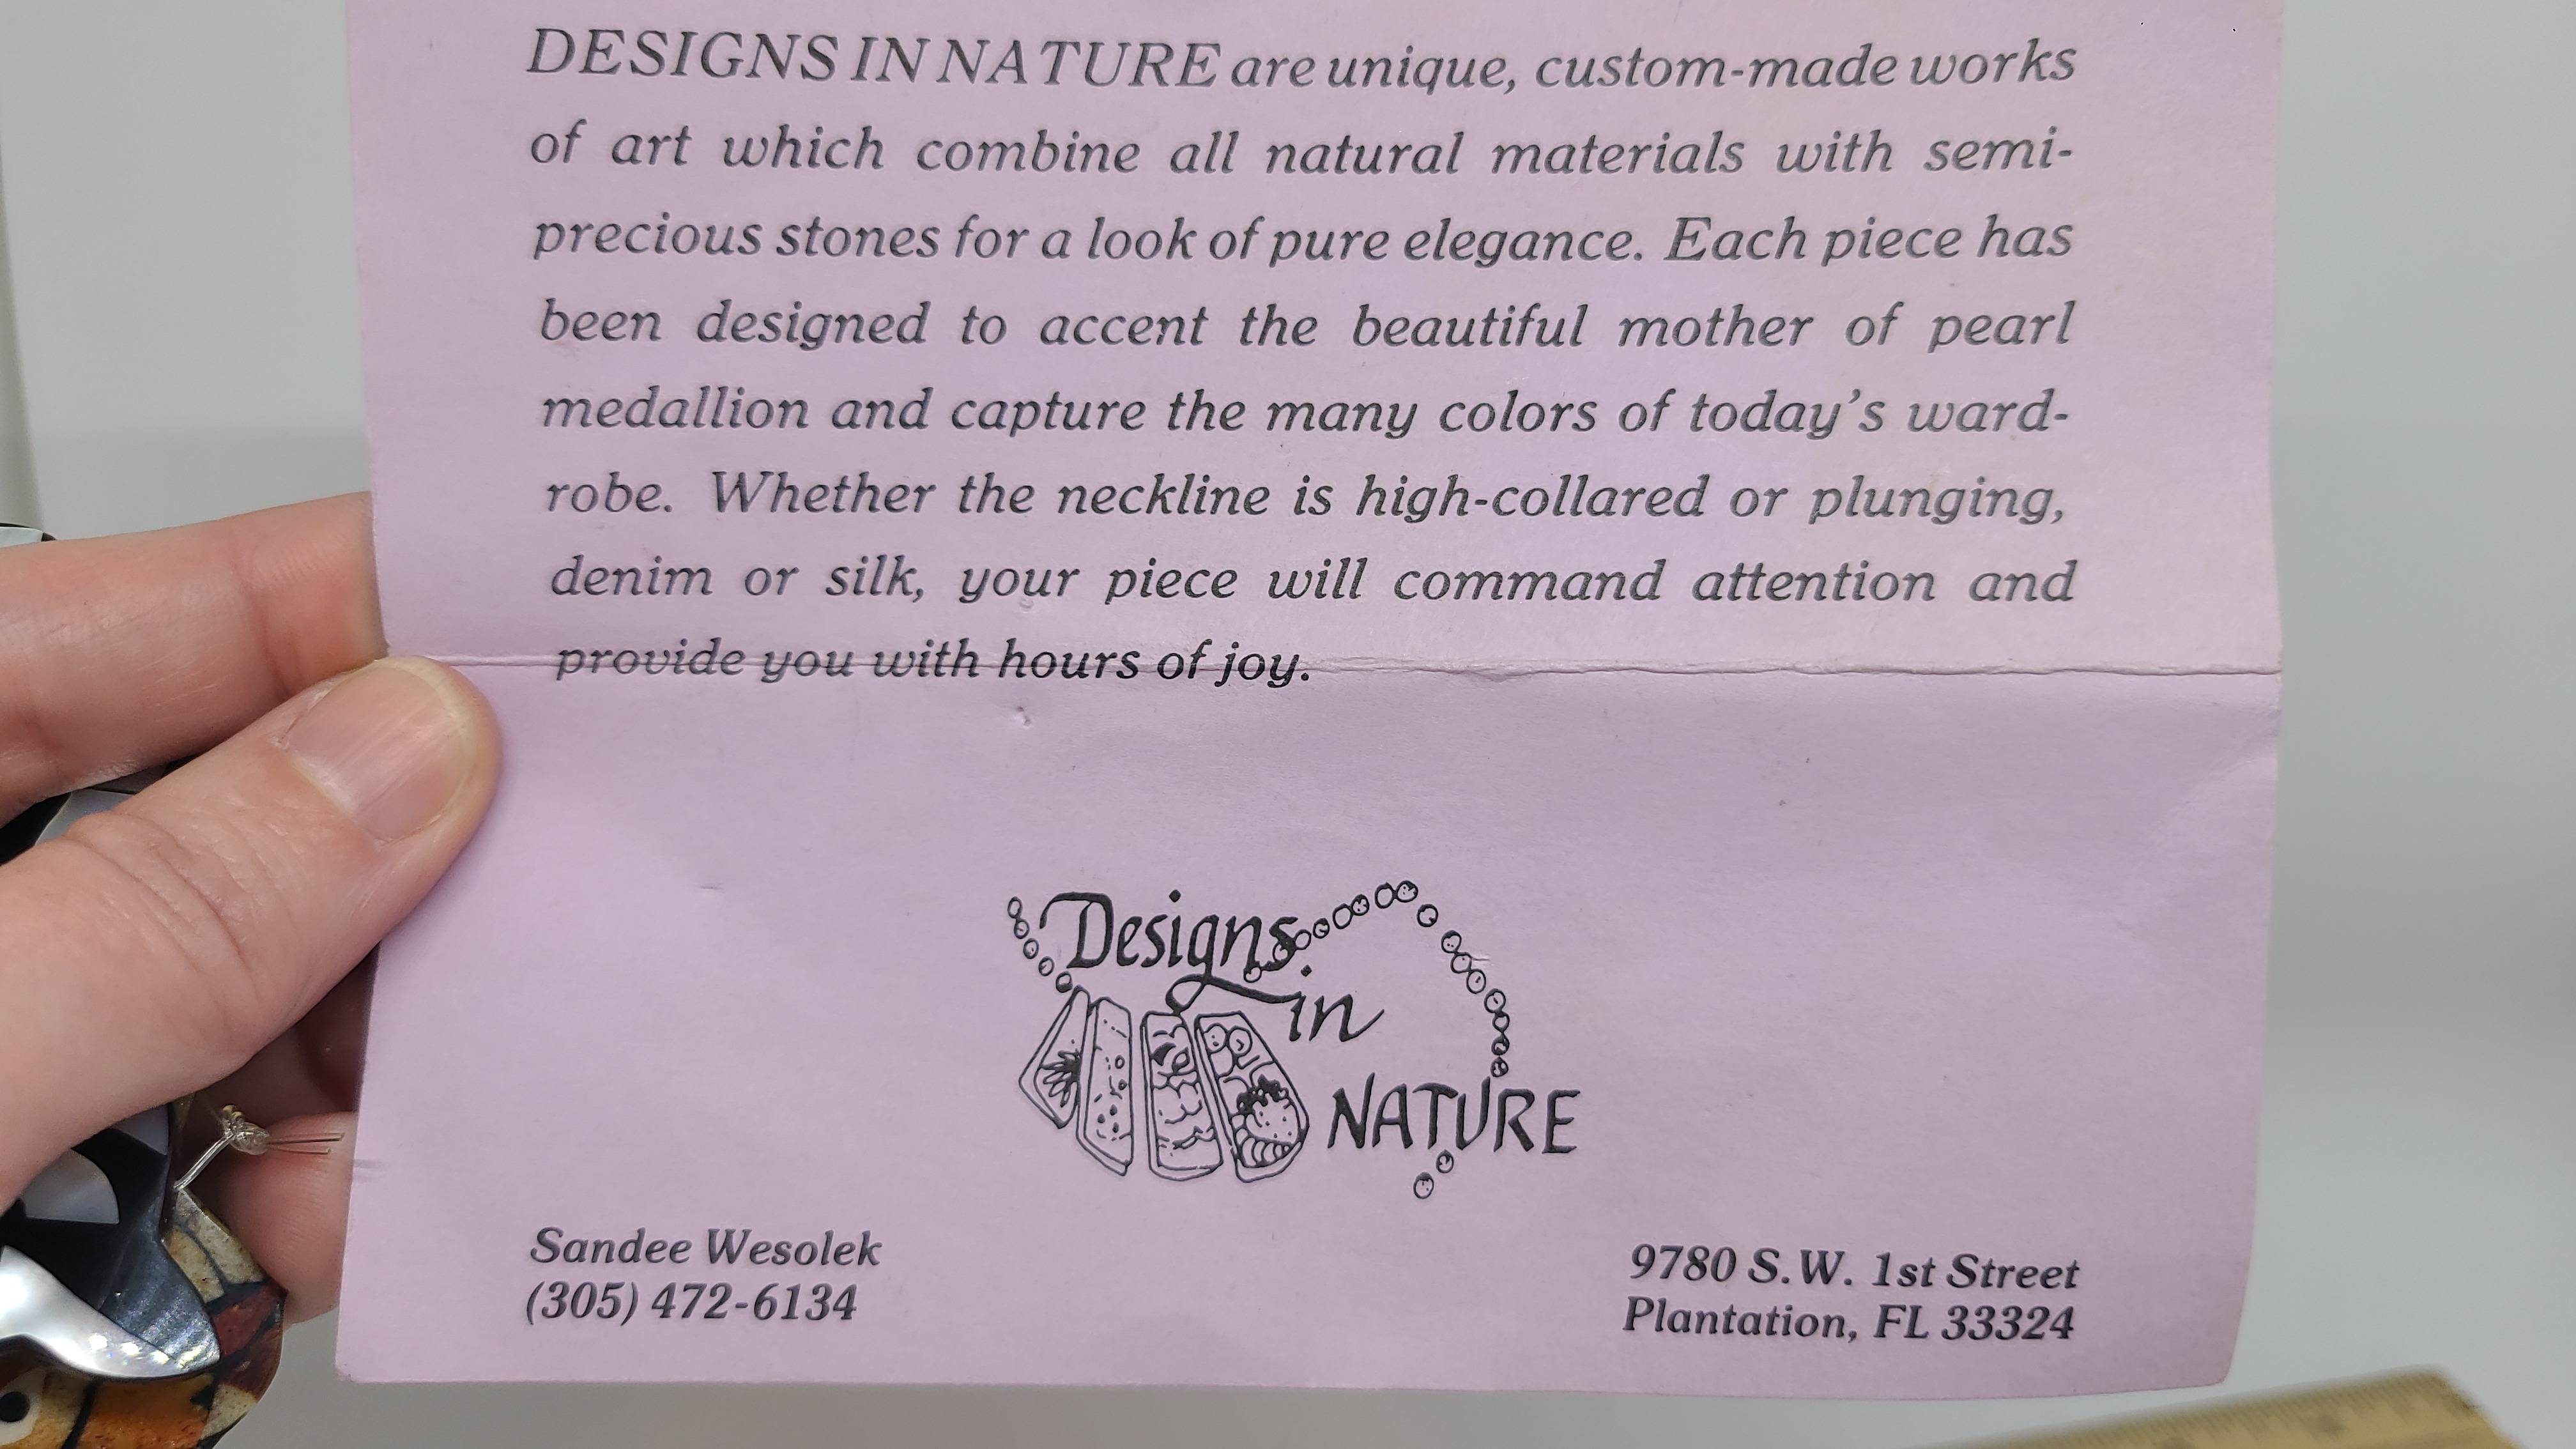 DESIGNS IN NATURE are unique, custom-made works
of art which combine all natural materials with semi-
precious stones for a look of pure elegance. Each piece has
been designed to accent the beautiful mother of pearl
medallion and capture the many colors of today's ward-
robe. Whether the neckline is high-collared or plunging,
denim or silk, your piece will command attention and
provide you with hours of joy.
Designs
in
NATURE
Sandee Wesolek
(305) 472-6134
9780 S.W. 1st Street
Plantation, FL 33324